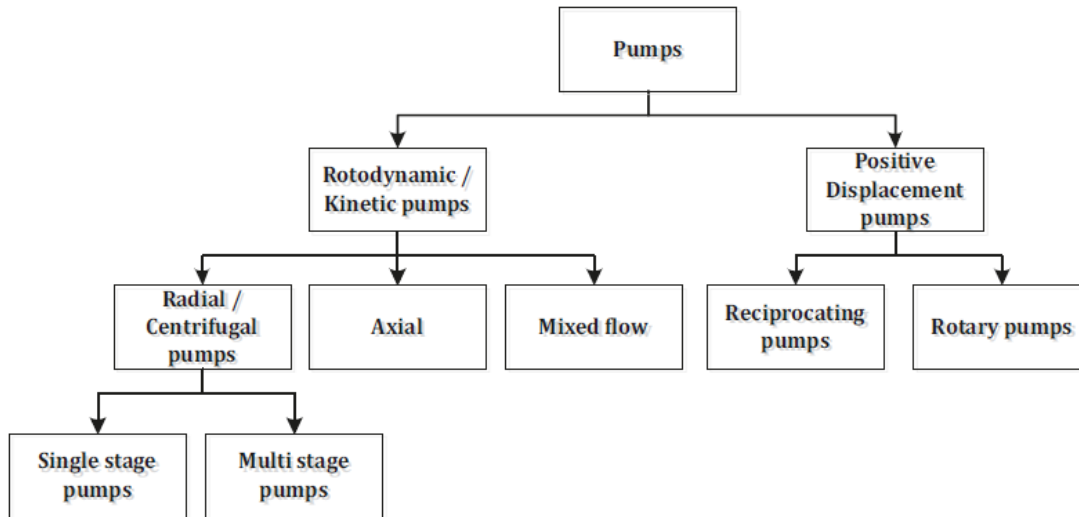 Pumps
Rotodynamic /
Kinetic pumps
Positive
Displacement
pumps
Radial /
Centrifugal
pumps
Axial
Mixed flow
Reciprocating
pumps
Rotary pumps
Single stage
pumps
Multi stage
pumps